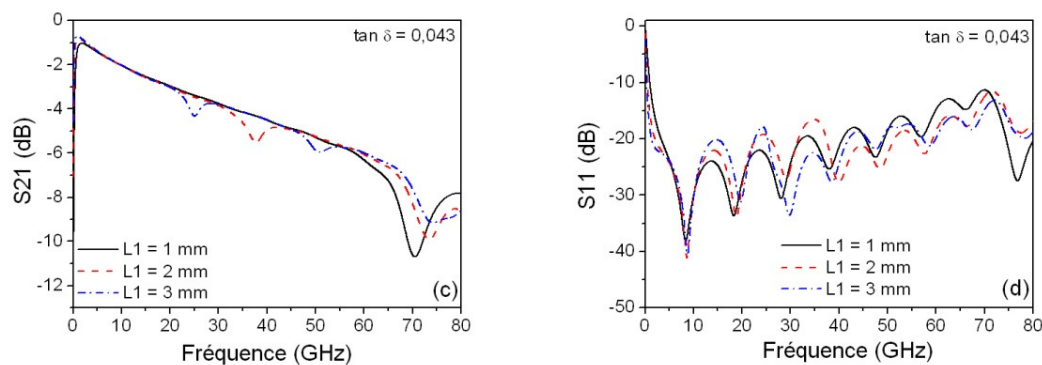 tan δ = 0,043
S21 (dB)
0
-2
-4
-6
-8
-10
-12
L1 = 1 mm
L1 = 2 mm
L1 = 3 mm
(c)
0 10 20 30 40 50 60 70 80
Fréquence (GHz)
tan δ = 0,043
S11 (dB)
0
-10
-20
-30
-40
-50
L1 = 1 mm
L1 = 2 mm
L1 = 3 mm
(d)
0 10 20 30 40 50 60 70 80
Fréquence (GHz)